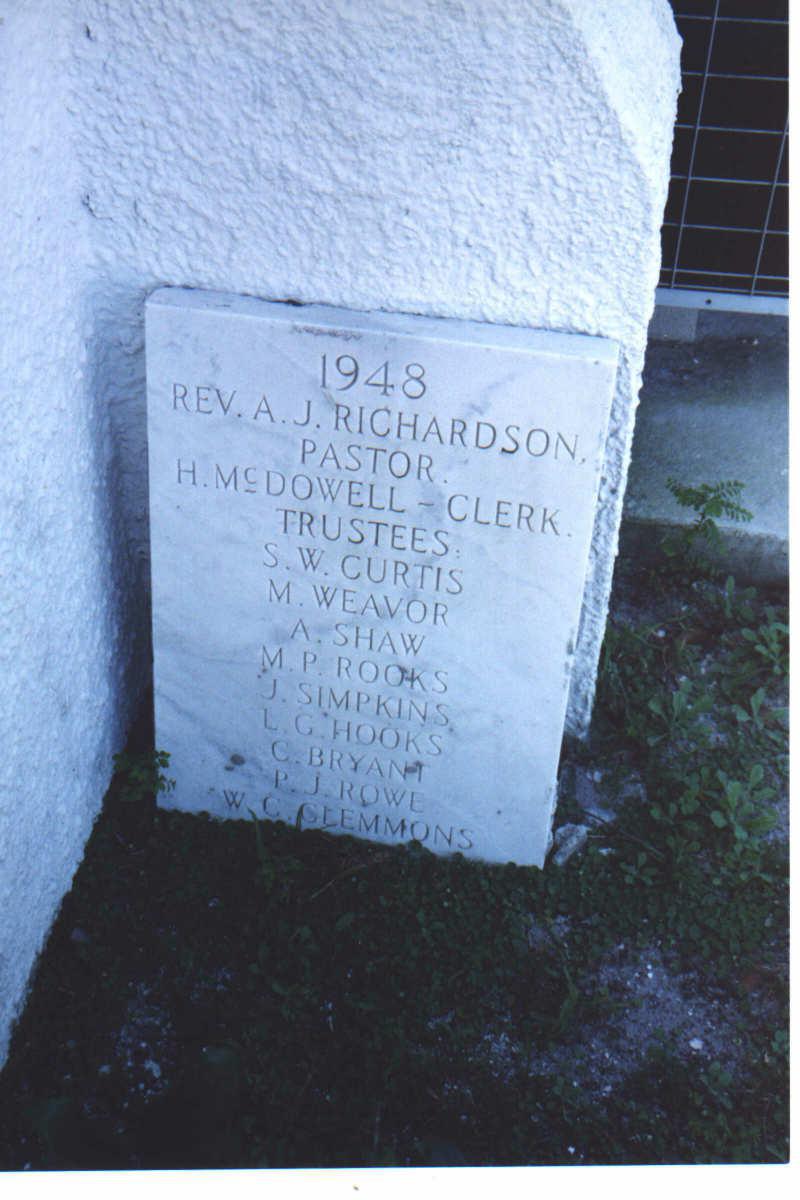 1948
REV. A. J. RICHARDSON,
PASTOR.
H. McDOWELL - CLERK.
TRUSTEES:
S. W. CURTIS
M. WEAVOR
A. SHAW
M. P. ROOKS
J. SIMPKINS
L. G. HOOKS
C. BRYANT
P. J. ROWE
W. C. CLEMMONS